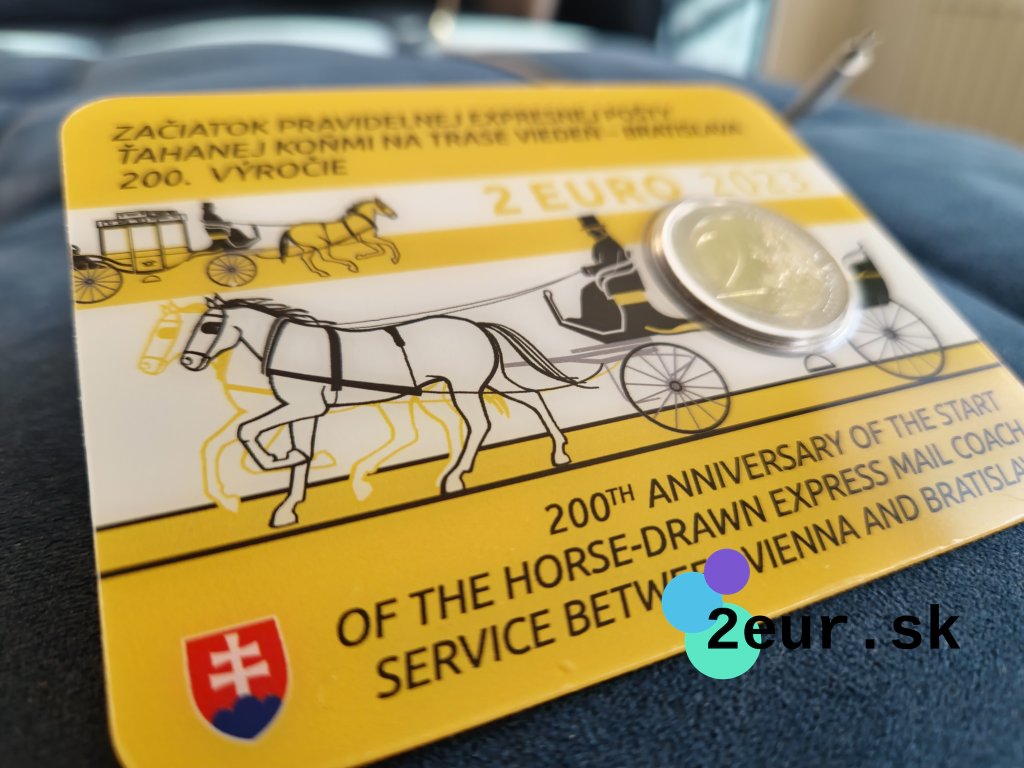 ZAČIATOK PRAVIDELNEJ EXPRESNEJ POŠTY
ŤAHANEJ KOŇMI NA TRASE VIEDEŇ – BRATISLAVA
200. VÝROČIE
2 EURO 2023
2
200TH ANNIVERSARY OF THE START
OF THE HORSE-DRAWN EXPRESS MAIL COACH
SERVICE BETWEEN VIENNA AND BRATISLA
2eur.sk